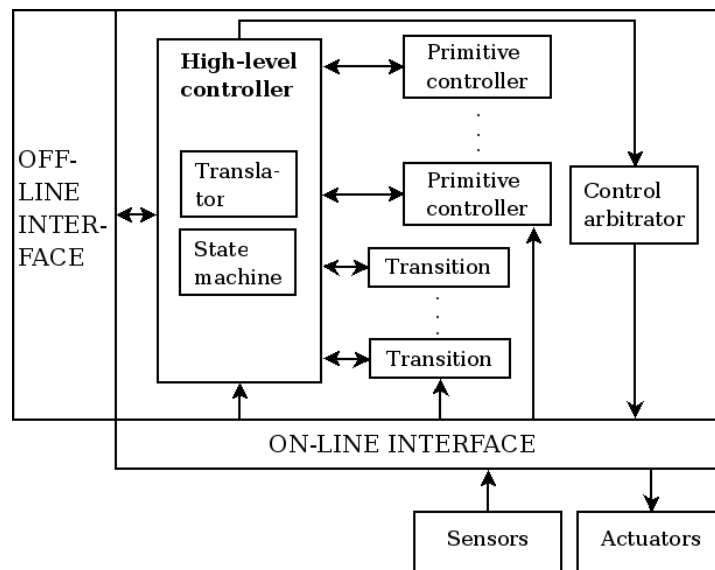 High-level
controller
Primitive
controller
OFF-
LINE
INTER-
FACE
Transla-
tor
Primitive
controller
Control
arbitrator
State
machine
Transition
Transition
ON-LINE INTERFACE
Sensors
Actuators